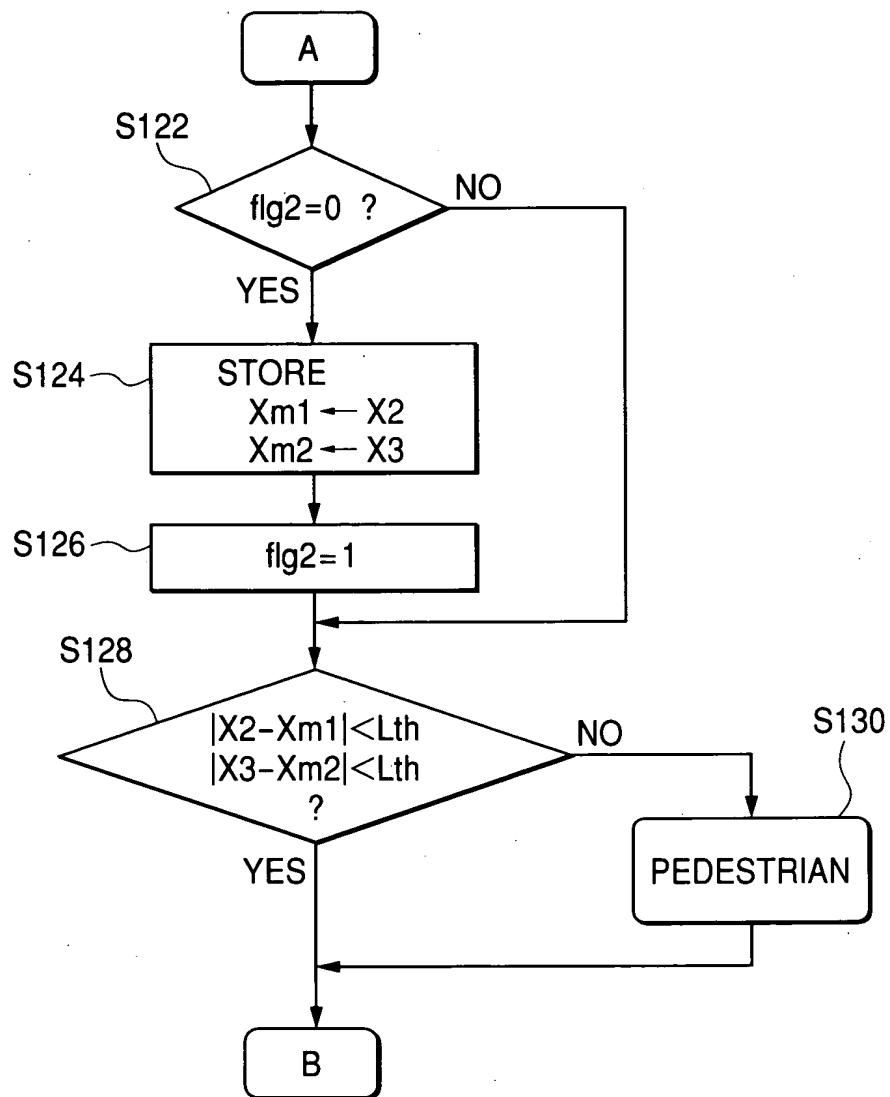 A
S122
flg2=0 ?
NO
YES
S124
STORE
Xm1 ← X2
Xm2 ← X3
S126
flg2=1
S128
|X2-Xm1|<Lth
|X3-Xm2|<Lth
?
NO
S130
YES
PEDESTRIAN
B